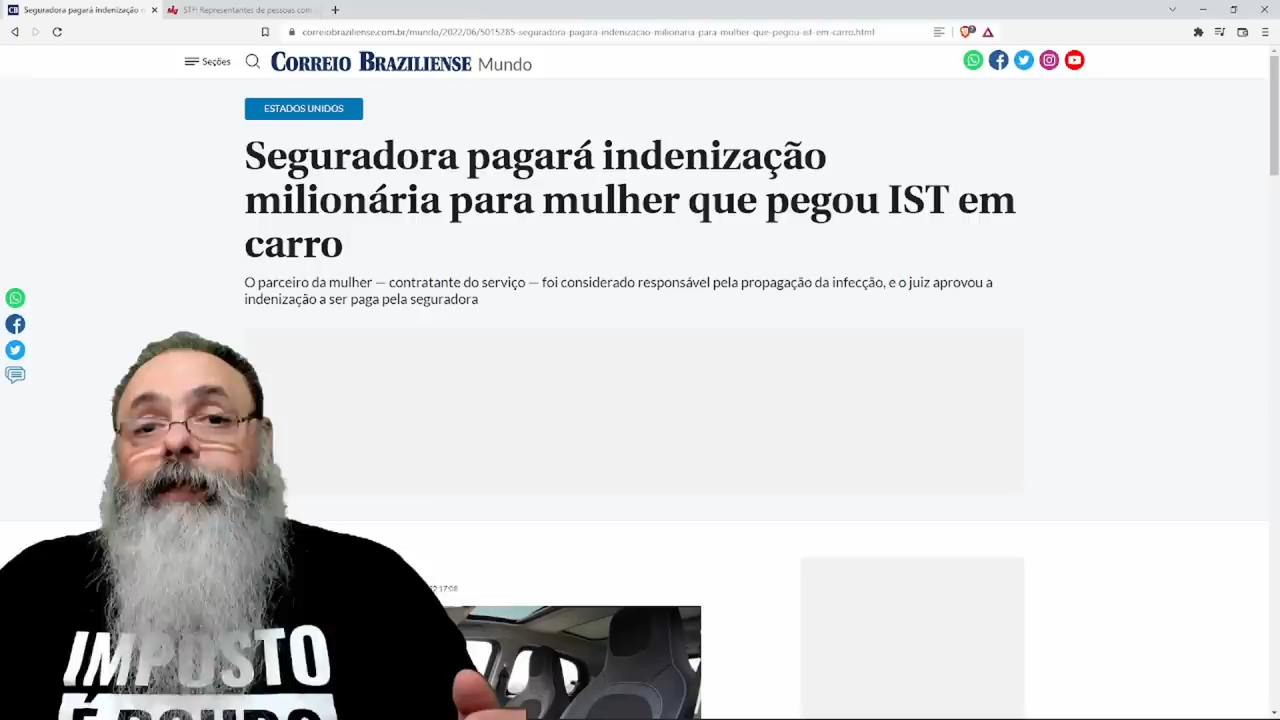 Seguradora pagará indenização
STF: Representantes de pessoas com
correiobraziliense.com.br/mundo/2022/06/5015285-seguradora-pagara-indenizacao-milionaria-para-mulher-que-pegou-ist-em-carro.html
Seções
CORREIO BRAZILIENSE Mundo
ESTADOS UNIDOS
Seguradora pagará indenização
milionária para mulher que pegou IST em
carro
O parceiro da mulher — contratante do serviço — foi considerado responsável pela propagação da infecção, e o juiz aprovou a
indenização a ser paga pela seguradora
17:08
IMPOSTO
É ROUBO